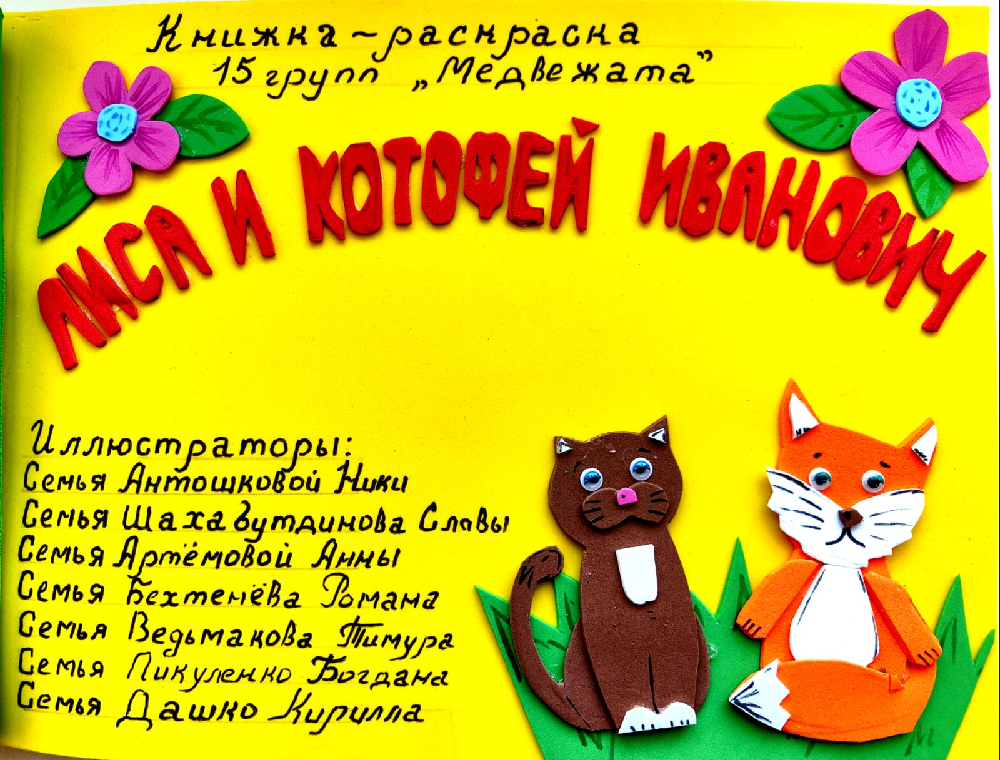 Книжка-раскраска
15 групп „Медвежата”
ЛИСА И КОТОФЕЙ ИВАНОВИЧ
Иллюстраторы:
Семья Антошковой Ники
Семья Шахабутдинова Славы
Семья Артёмовой Анны
Семья Бехтенёва Романа
Семья Ведьмакова Тимура
Семья Пикуленко Богдана
Семья Дашко Кирилла